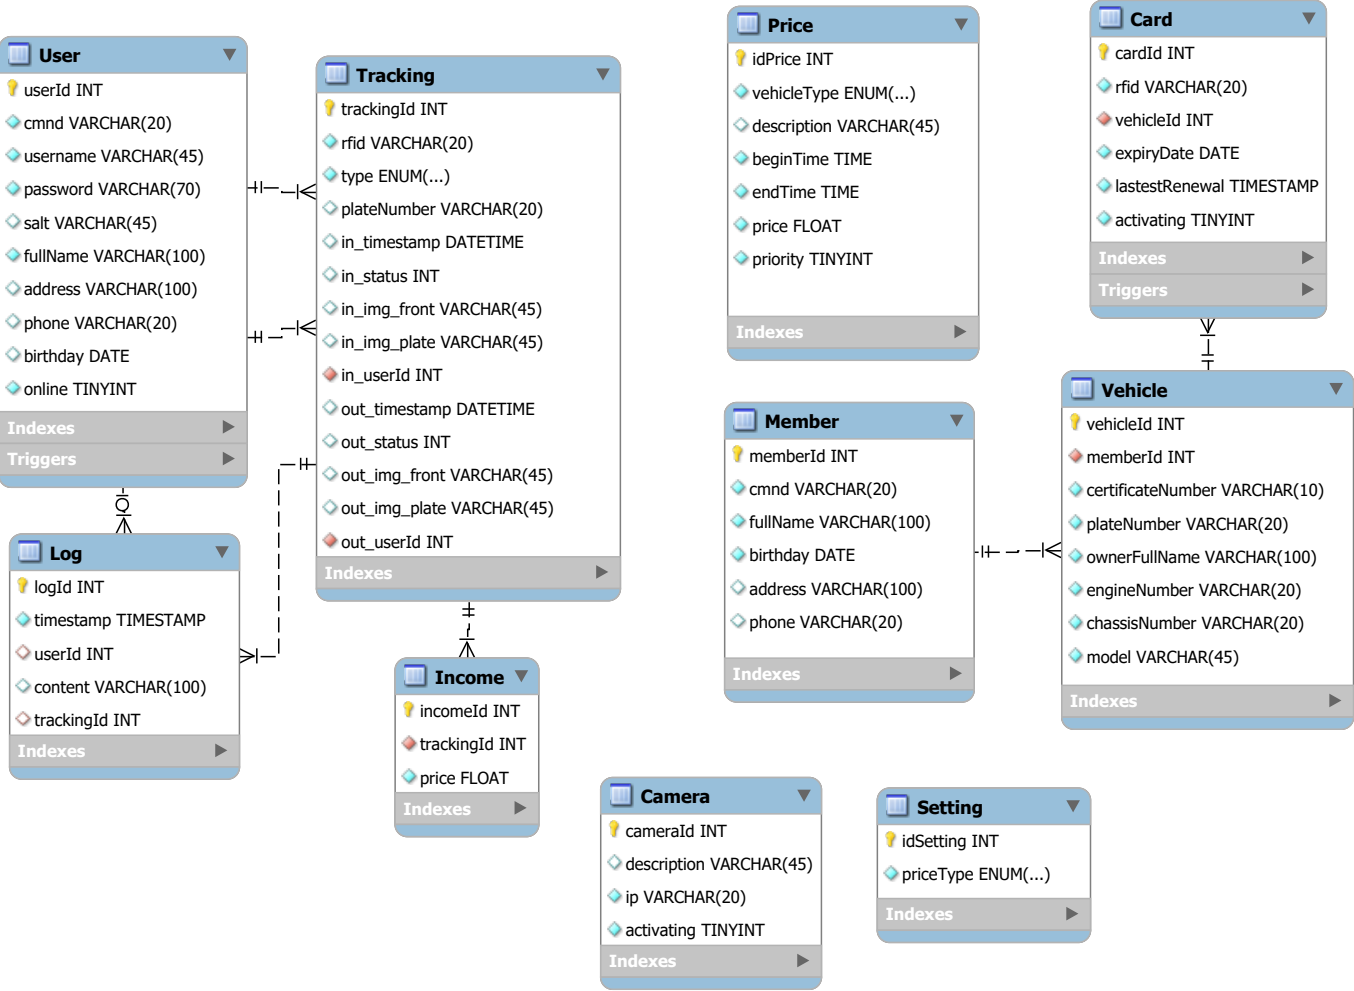 User
userId INT
cmnd VARCHAR(20)
username VARCHAR(45)
password VARCHAR(70)
salt VARCHAR(45)
fullName VARCHAR(100)
address VARCHAR(100)
phone VARCHAR(20)
birthday DATE
online TINYINT
Indexes
Triggers
Tracking
trackingId INT
rfid VARCHAR(20)
type ENUM(...)
plateNumber VARCHAR(20)
in_timestamp DATETIME
in_status INT
in_img_front VARCHAR(45)
in_img_plate VARCHAR(45)
in_userId INT
out_timestamp DATETIME
out_status INT
out_img_front VARCHAR(45)
out_img_plate VARCHAR(45)
out_userId INT
Indexes
Price
idPrice INT
vehicleType ENUM(...)
description VARCHAR(45)
beginTime TIME
endTime TIME
price FLOAT
priority TINYINT
Indexes
Card
cardId INT
rfid VARCHAR(20)
vehicleId INT
expiryDate DATE
lastestRenewal TIMESTAMP
activating TINYINT
Indexes
Triggers
Member
memberId INT
cmnd VARCHAR(20)
fullName VARCHAR(100)
birthday DATE
address VARCHAR(100)
phone VARCHAR(20)
Indexes
Vehicle
vehicleId INT
memberId INT
certificateNumber VARCHAR(10)
plateNumber VARCHAR(20)
ownerFullName VARCHAR(100)
engineNumber VARCHAR(20)
chassisNumber VARCHAR(20)
model VARCHAR(45)
Indexes
Log
logId INT
timestamp TIMESTAMP
userId INT
content VARCHAR(100)
trackingId INT
Indexes
Income
incomeId INT
trackingId INT
price FLOAT
Indexes
Camera
cameraId INT
description VARCHAR(45)
ip VARCHAR(20)
activating TINYINT
Indexes
Setting
idSetting INT
priceType ENUM(...)
Indexes